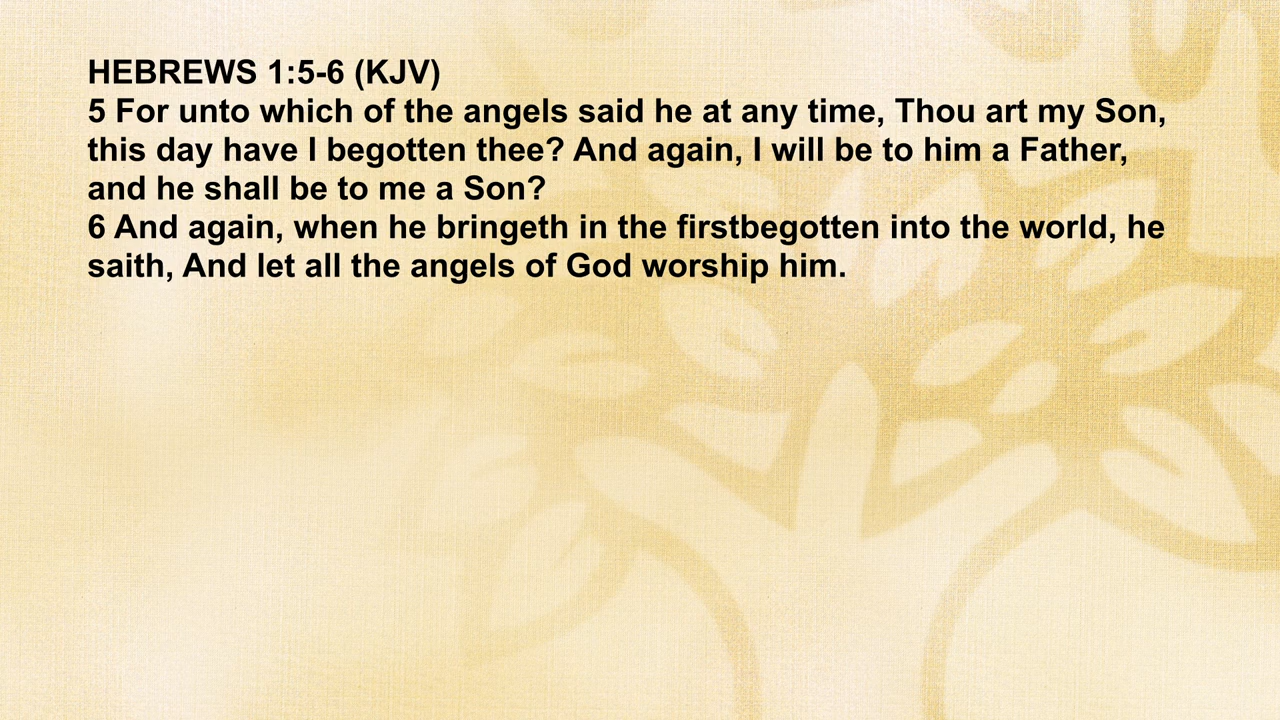 HEBREWS 1:5-6 (KJV)
5 For unto which of the angels said he at any time, Thou art my Son,
this day have I begotten thee? And again, I will be to him a Father,
and he shall be to me a Son?
6 And again, when he bringeth in the firstbegotten into the world, he
saith, And let all the angels of God worship him.